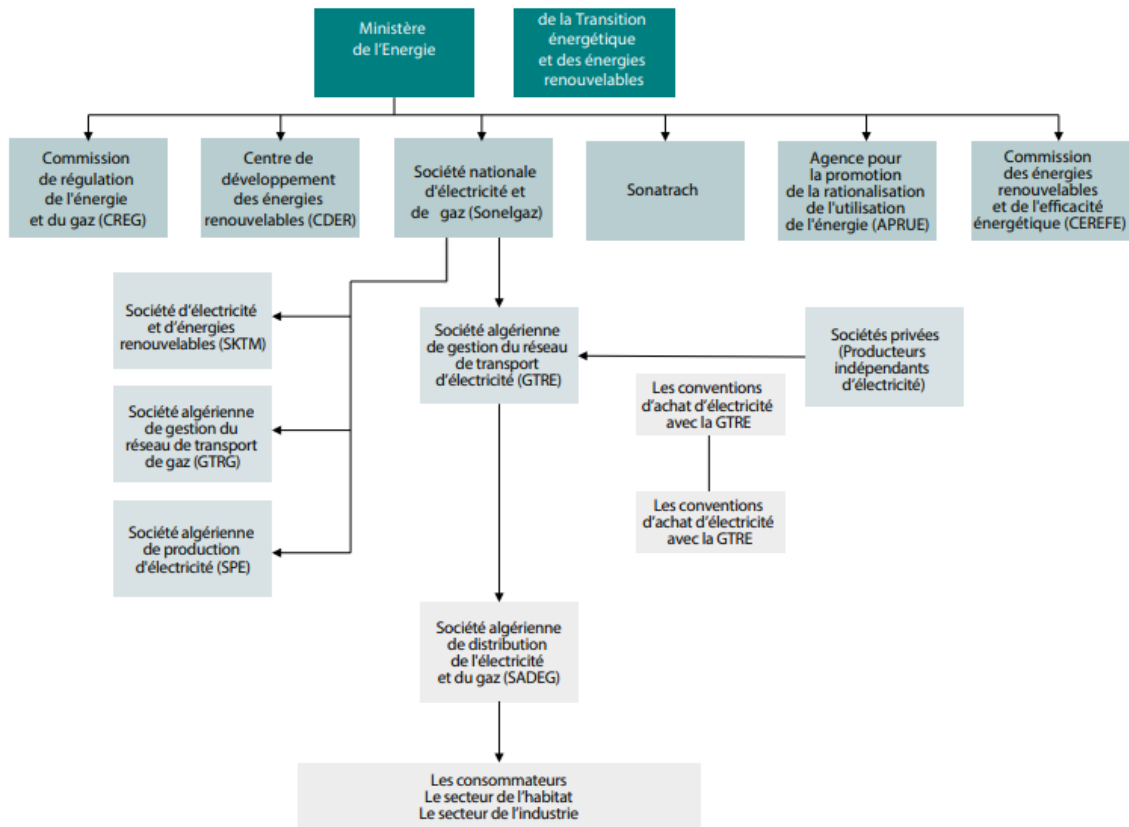 Ministère
de l'Energie
de la Transition
énergétique
et des énergies
renouvelables
Commission
de régulation
de l'énergie
et du gaz (CREG)
Centre de
développement
des énergies
renouvelables (CDER)
Société nationale
d'électricité et
de gaz (Sonelgaz)
Sonatrach
Agence pour
la promotion
de la rationalisation
de l'utilisation
de l'énergie (APRUE)
Commission
des énergies
renouvelables
et de l'efficacité
énergétique (CEREFE)
Société d'électricité
et d'énergies
renouvelables (SKTM)
Société algérienne
de gestion du réseau
de transport
d'électricité (GTRE)
Sociétés privées
(Producteurs
indépendants
d'électricité)
Les conventions
d'achat d'électricité
avec la GTRE
Société algérienne
de gestion du
réseau de transport
de gaz (GTRG)
Les conventions
d'achat d'électricité
avec la GTRE
Société algérienne
de production
d'électricité (SPE)
Société algérienne
de distribution
de l'électricité
et du gaz (SADEG)
Les consommateurs
Le secteur de l'habitat
Le secteur de l'industrie